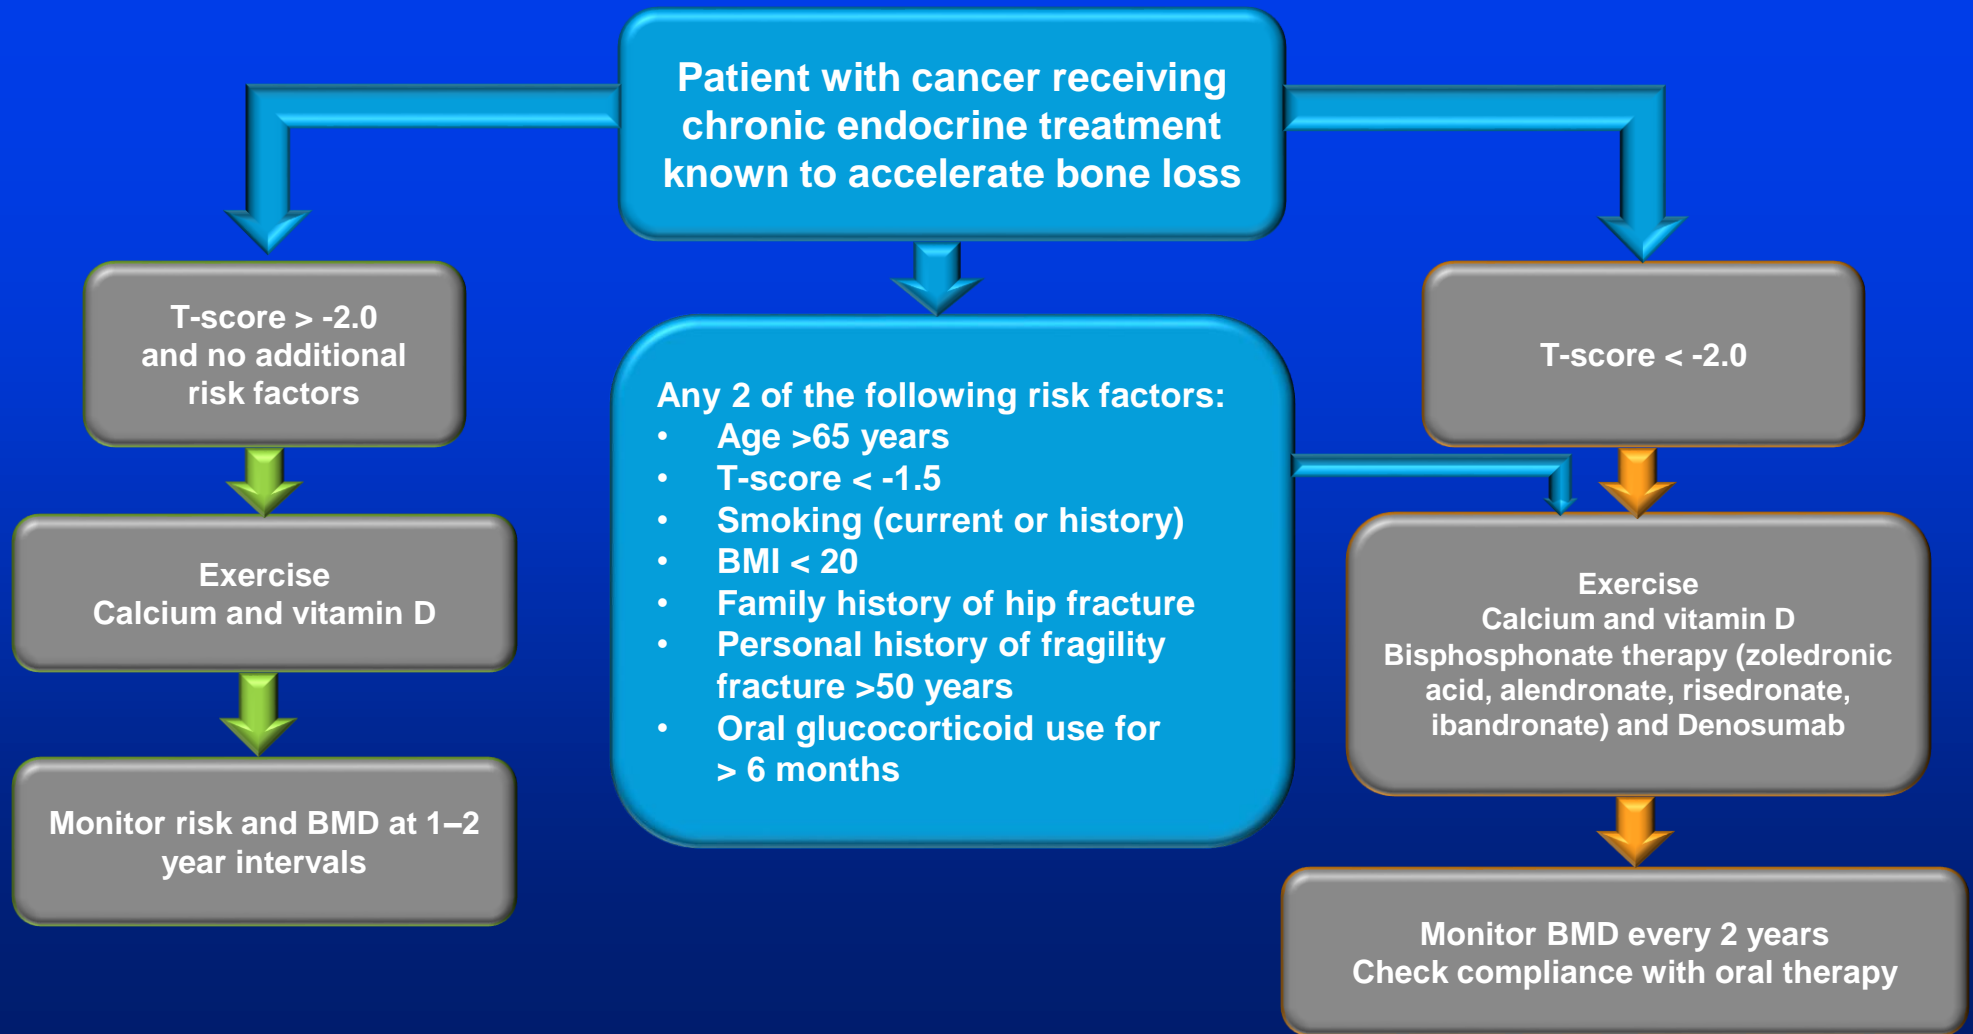 Patient with cancer receiving
chronic endocrine treatment
known to accelerate bone loss
T-score > -2.0
and no additional
risk factors
Exercise
Calcium and vitamin D
Monitor risk and BMD at 1–2
year intervals
Any 2 of the following risk factors:
• Age >65 years
• T-score < -1.5
• Smoking (current or history)
• BMI < 20
• Family history of hip fracture
• Personal history of fragility
fracture >50 years
• Oral glucocorticoid use for
> 6 months
T-score < -2.0
Exercise
Calcium and vitamin D
Bisphosphonate therapy (zoledronic
acid, alendronate, risedronate,
ibandronate) and Denosumab
Monitor BMD every 2 years
Check compliance with oral therapy